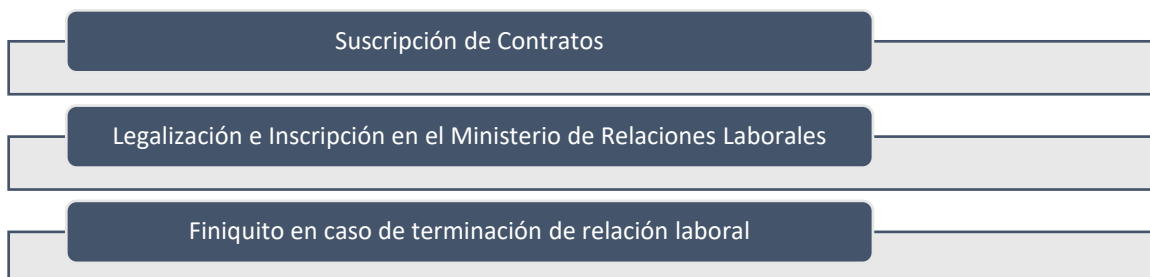 Suscripción de Contratos
Legalización e Inscripción en el Ministerio de Relaciones Laborales
Finiquito en caso de terminación de relación laboral